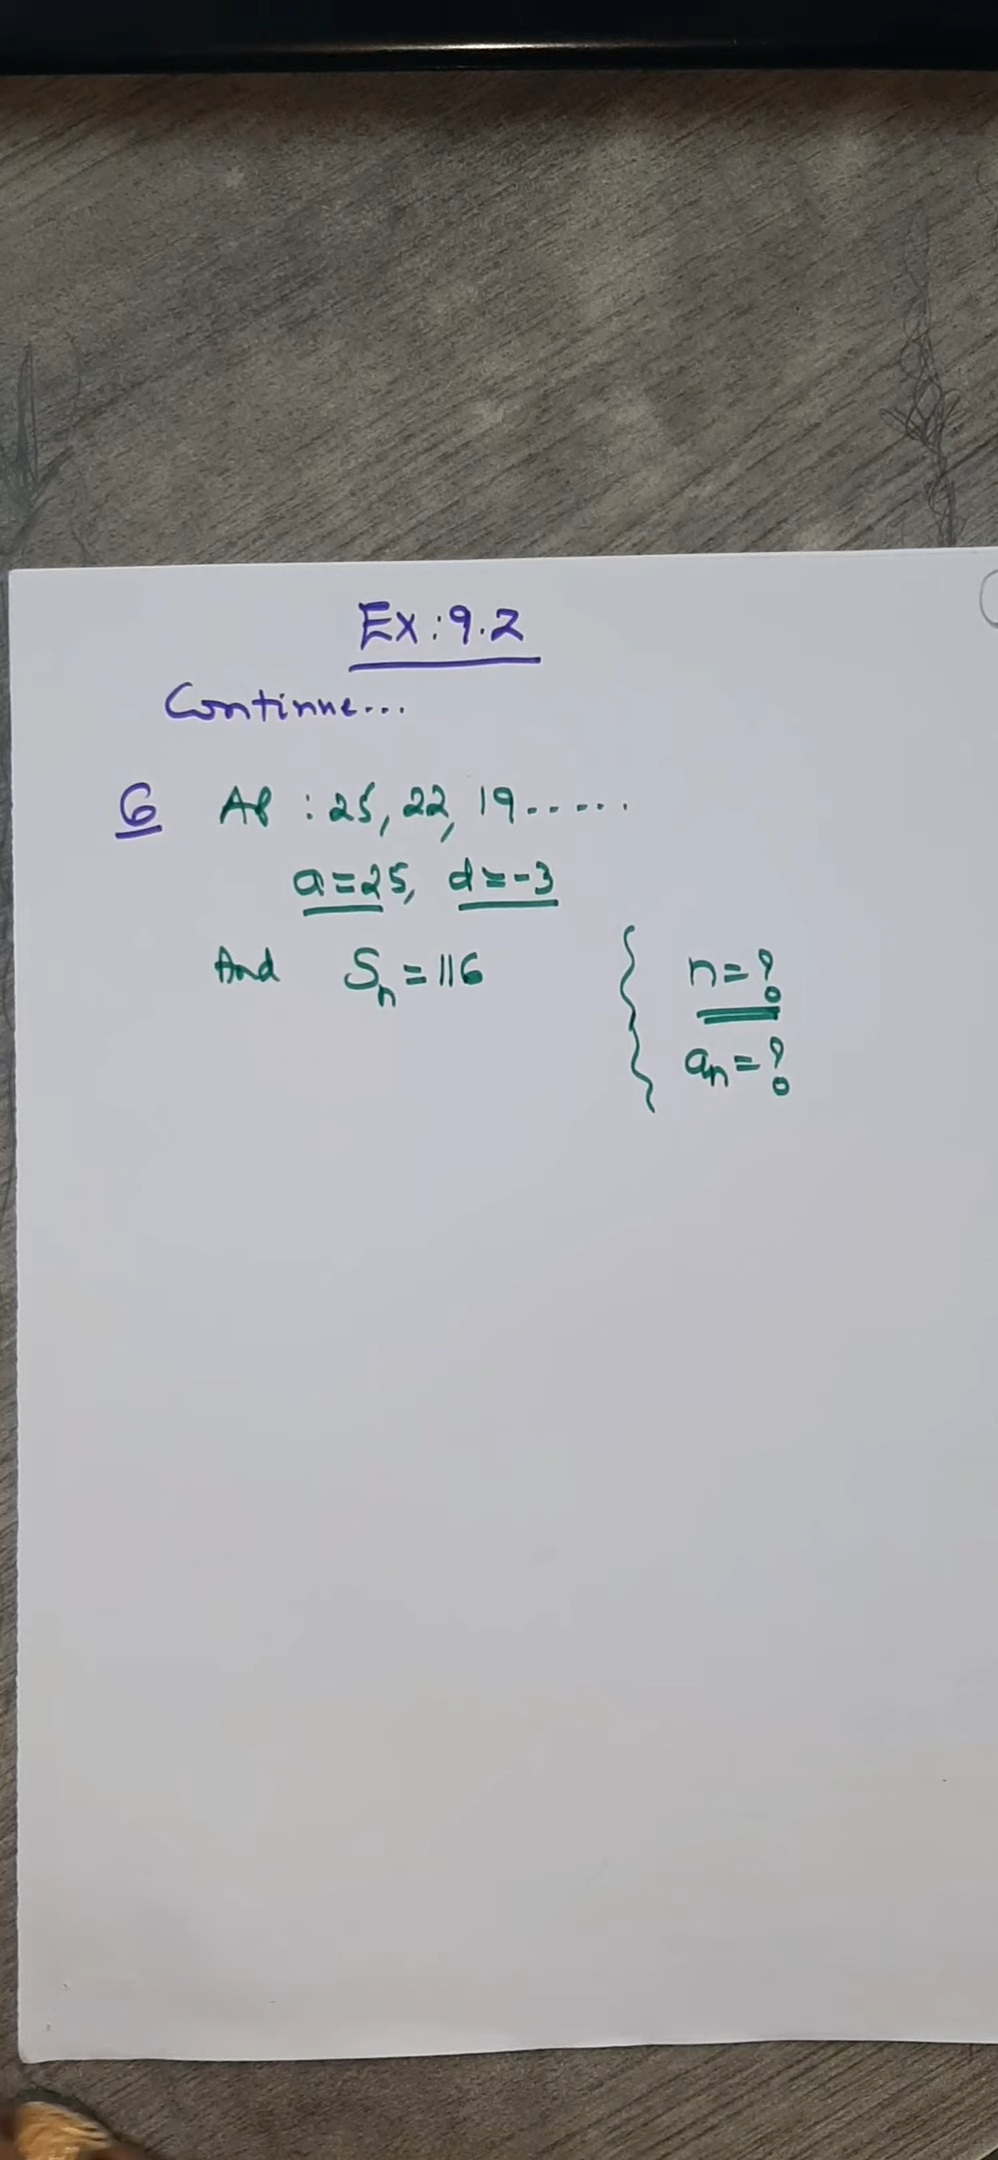 Ex: 9.2
Continue...
6 AP : 25, 22, 19......
a=25, d=-3
And Sn=116
n=?
an=?